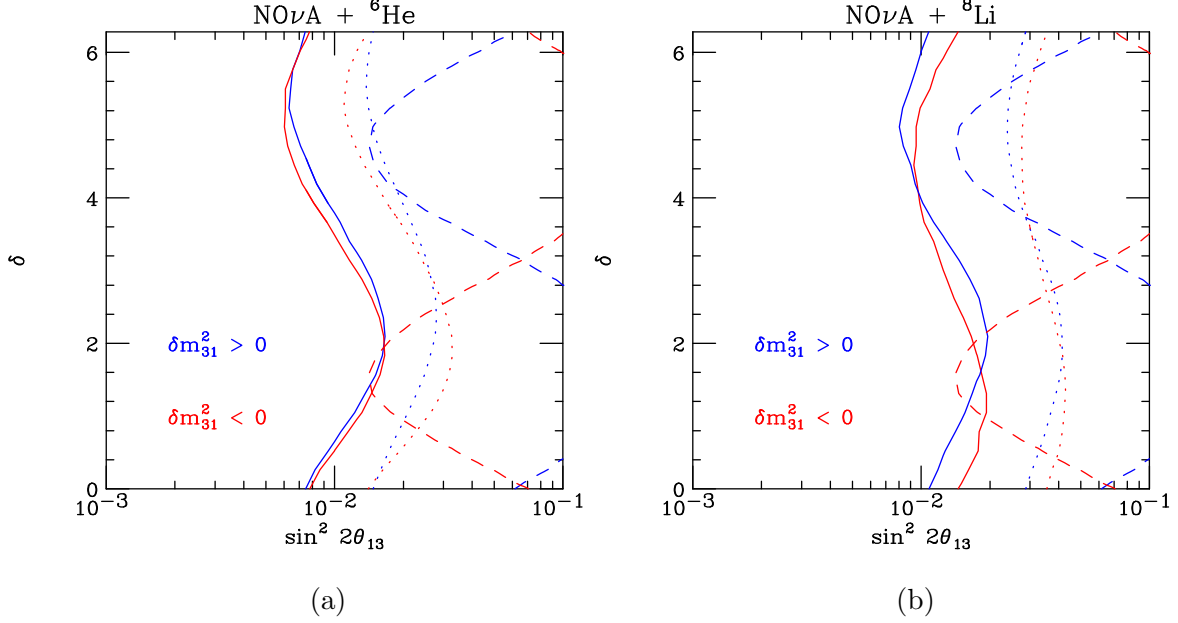 NOνA + ⁶He
δ
6
4
2
0
δm²₃₁ > 0
δm²₃₁ < 0
10⁻³ 10⁻² 10⁻¹
sin² 2θ₁₃
(a)
NOνA + ⁸Li
δ
6
4
2
0
δm²₃₁ > 0
δm²₃₁ < 0
10⁻³ 10⁻² 10⁻¹
sin² 2θ₁₃
(b)